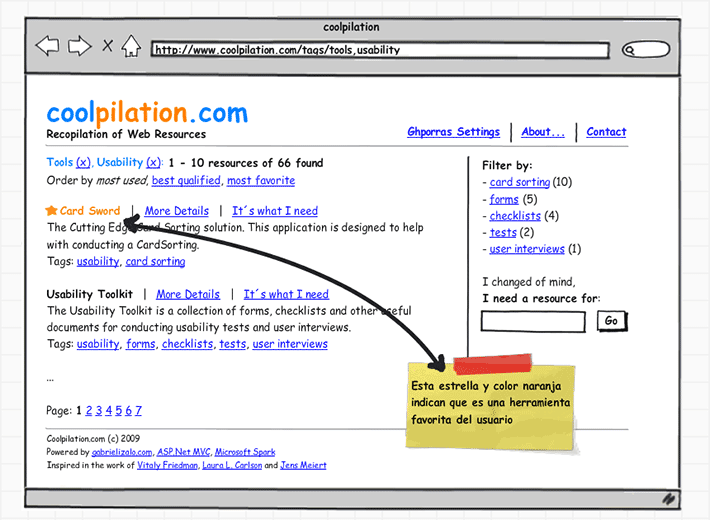 coolpilation
http://www.coolpilation.com/tags/tools,usability
coolpilation.com
Recopilation of Web Resources
Ghporras Settings | About... | Contact
Tools (x), Usability (x): 1 - 10 resources of 66 found
Order by most used, best qualified, most favorite
Card Sword | More Details | It´s what I need
The Cutting Edge Card Sorting solution. This application is designed to help
with conducting a CardSorting.
Tags: usability, card sorting
Usability Toolkit | More Details | It´s what I need
The Usability Toolkit is a collection of forms, checklists and other useful
documents for conducting usability tests and user interviews.
Tags: usability, forms, checklists, tests, user interviews
...
Page: 1 2 3 4 5 6 7
Filter by:
- card sorting (10)
- forms (5)
- checklists (4)
- tests (2)
- user interviews (1)
I changed of mind,
I need a resource for:
Go
Esta estrella y color naranja
indican que es una herramienta
favorita del usuario
Coolpilation.com (c) 2009
Powered by gabrielizalo.com, ASP.Net MVC, Microsoft Spark
Inspired in the work of Vitaly Friedman, Laura L. Carlson and Jens Meiert